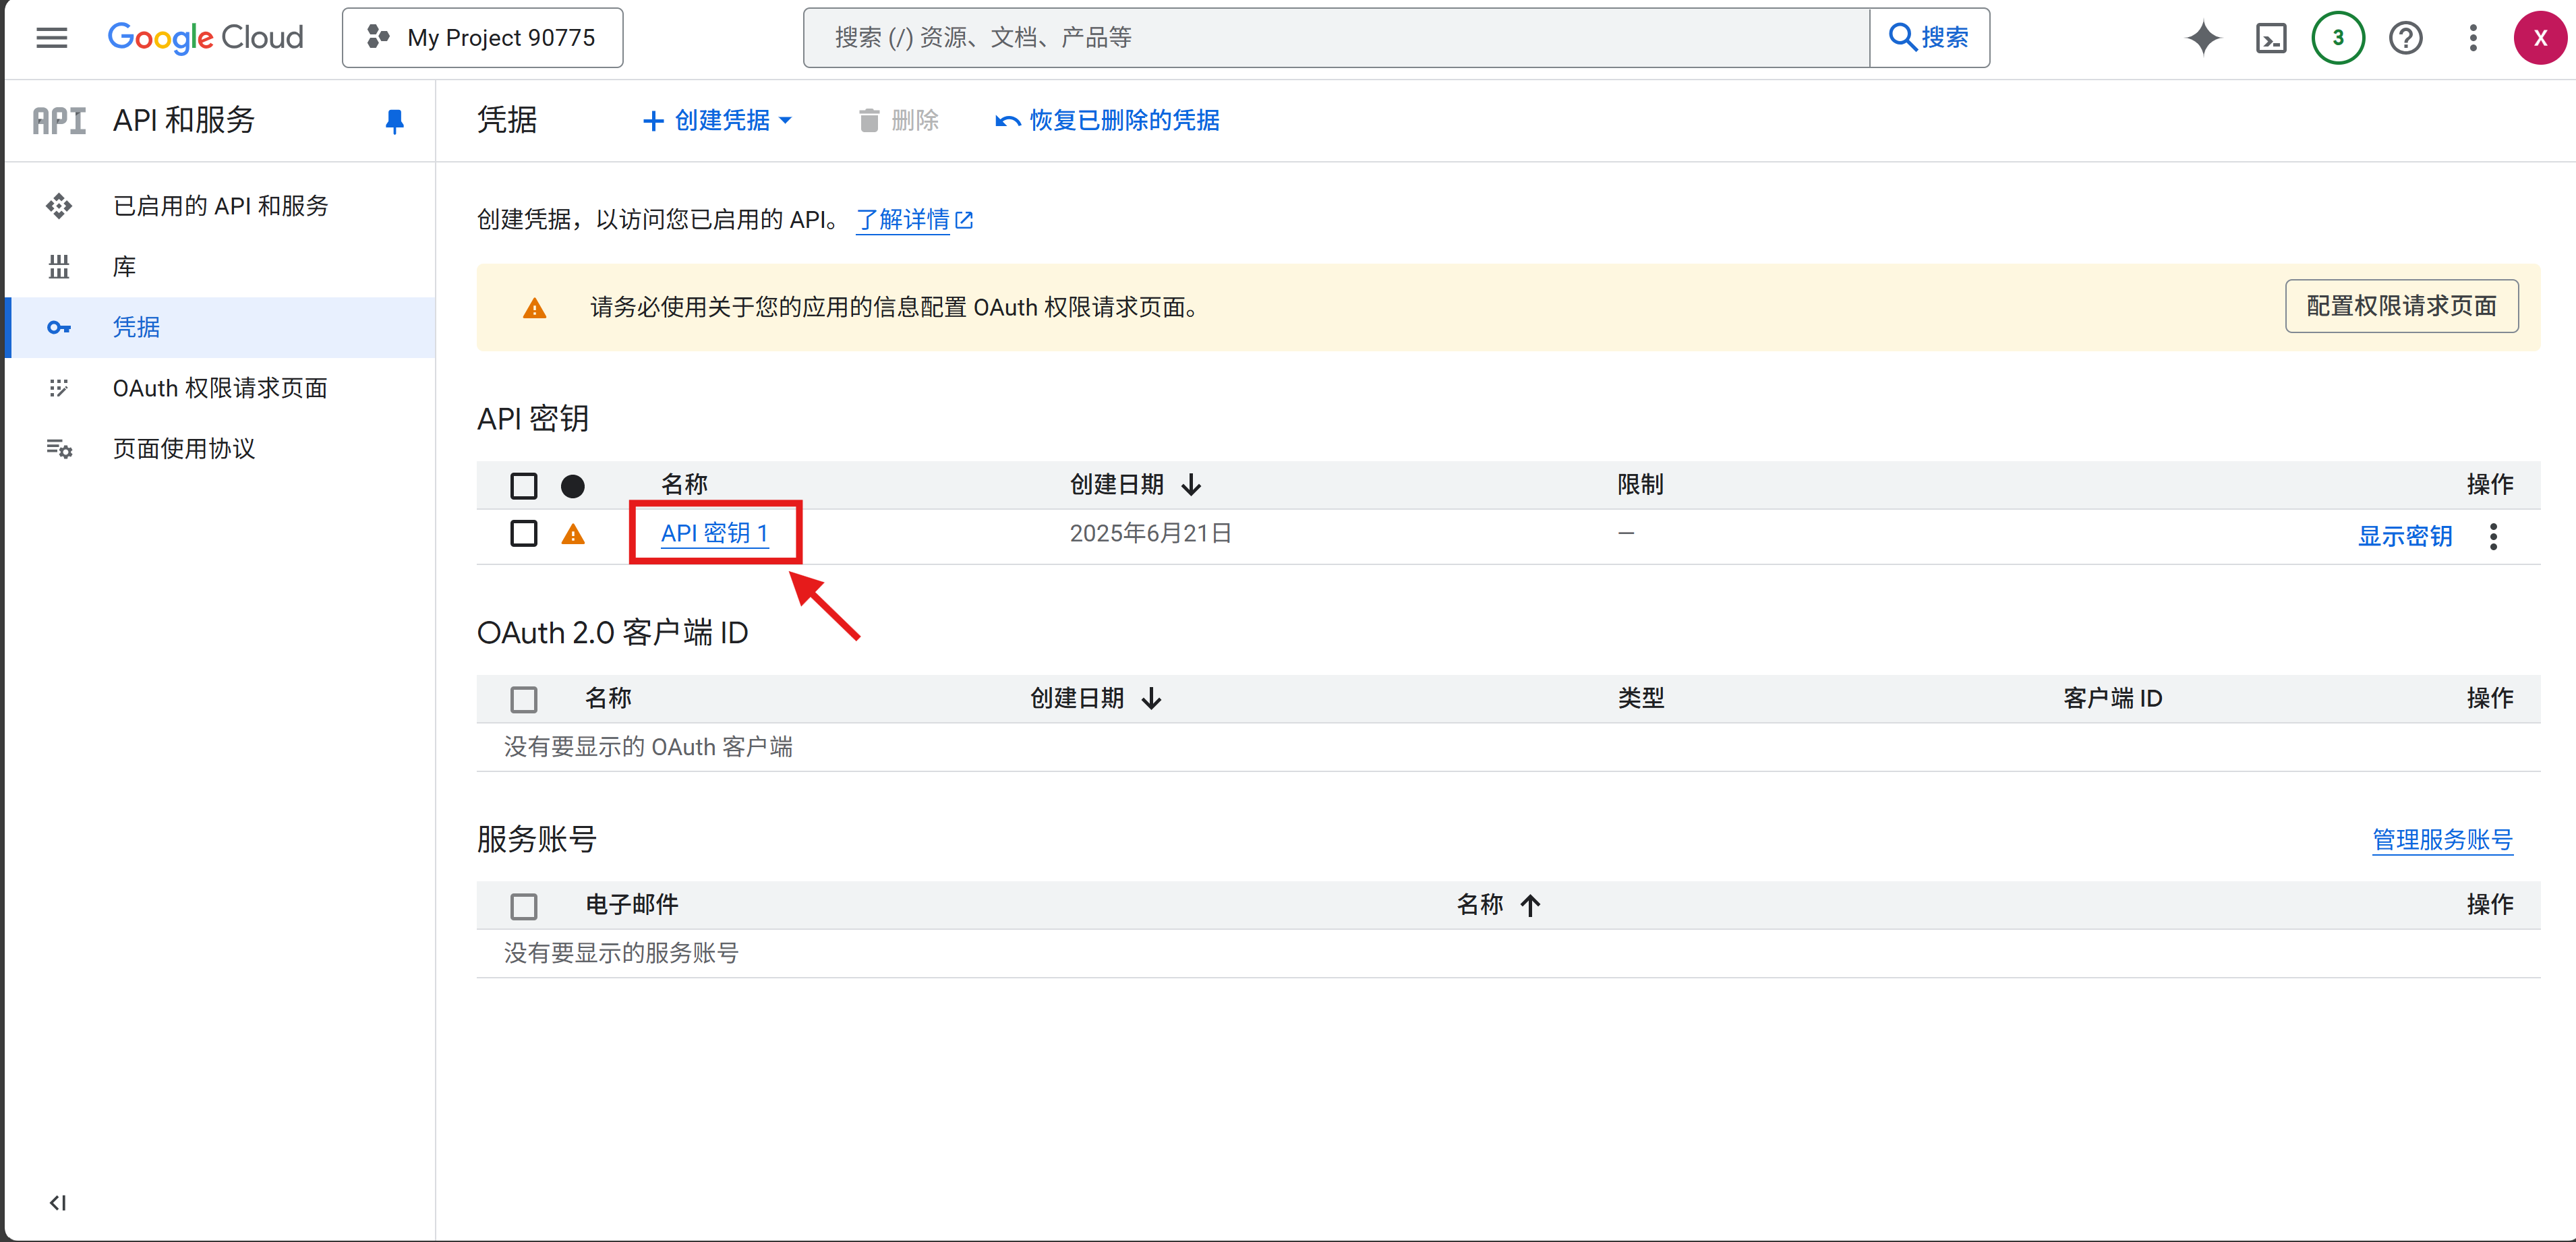 Google Cloud
My Project 90775
搜索 (/) 资源、文档、产品等
搜索
3
X
API
API 和服务
凭据
创建凭据
删除
恢复已删除的凭据
已启用的 API 和服务
库
凭据
OAuth 权限请求页面
页面使用协议
创建凭据，以访问您已启用的 API。 了解详情
请务必使用关于您的应用的信息配置 OAuth 权限请求页面。
配置权限请求页面
API 密钥
名称 创建日期 限制 操作
API 密钥 1 2025年6月21日 — 显示密钥
OAuth 2.0 客户端 ID
名称 创建日期 类型 客户端 ID 操作
没有要显示的 OAuth 客户端
服务账号
管理服务账号
电子邮件 名称 操作
没有要显示的服务账号